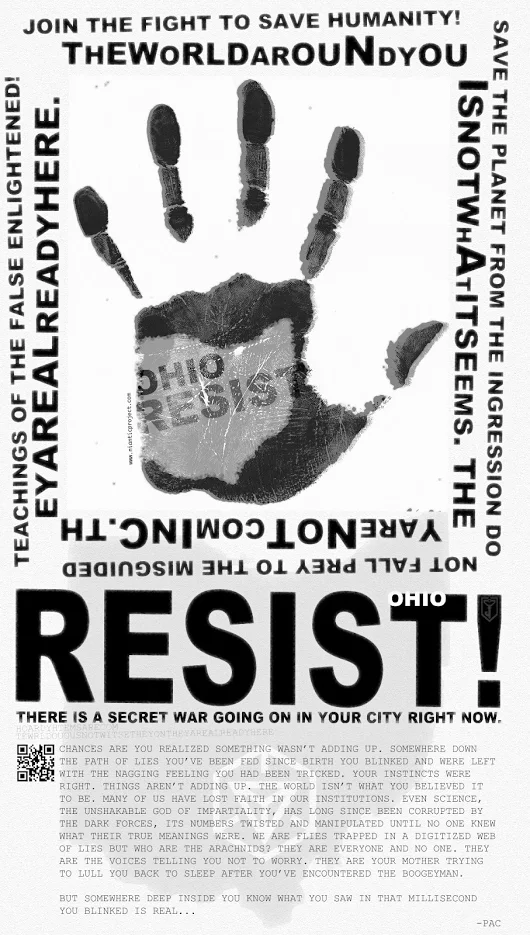 JOIN THE FIGHT TO SAVE HUMANITY!
SAVE THE PLANET FROM THE INGRESSION DO
NOT FALL PREY TO THE MISGUIDED
TEACHINGS OF THE FALSE ENLIGHTENED!
THEWORLDAROUNDYOU
ISNOTWHATITSEEMS. THE
YARENOTCOMINC.TH
EYAREALREADYHERE.
OHIO
RESIST
www.nianticproject.com
RESIST!
OHIO
THERE IS A SECRET WAR GOING ON IN YOUR CITY RIGHT NOW.
CHANCES ARE YOU REALIZED SOMETHING WASN'T ADDING UP. SOMEWHERE DOWN
THE PATH OF LIES YOU'VE BEEN FED SINCE BIRTH YOU BLINKED AND WERE LEFT
WITH THE NAGGING FEELING YOU HAD BEEN TRICKED. YOUR INSTINCTS WERE
RIGHT. THINGS AREN'T ADDING UP. THE WORLD ISN'T WHAT YOU BELIEVED IT
TO BE. MANY OF US HAVE LOST FAITH IN OUR INSTITUTIONS. EVEN SCIENCE,
THE UNSHAKABLE GOD OF IMPARTIALITY, HAS LONG SINCE BEEN CORRUPTED BY
THE DARK FORCES, ITS NUMBERS TWISTED AND MANIPULATED UNTIL NO ONE KNEW
WHAT THEIR TRUE MEANINGS WERE. WE ARE FLIES TRAPPED IN A DIGITIZED WEB
OF LIES BUT WHO ARE THE ARACHNIDS? THEY ARE EVERYONE AND NO ONE. THEY
ARE THE VOICES TELLING YOU NOT TO WORRY. THEY ARE YOUR MOTHER TRYING
TO LULL YOU BACK TO SLEEP AFTER YOU'VE ENCOUNTERED THE BOOGEYMAN.
BUT SOMEWHERE DEEP INSIDE YOU KNOW WHAT YOU SAW IN THAT MILLISECOND
YOU BLINKED IS REAL...
-PAC